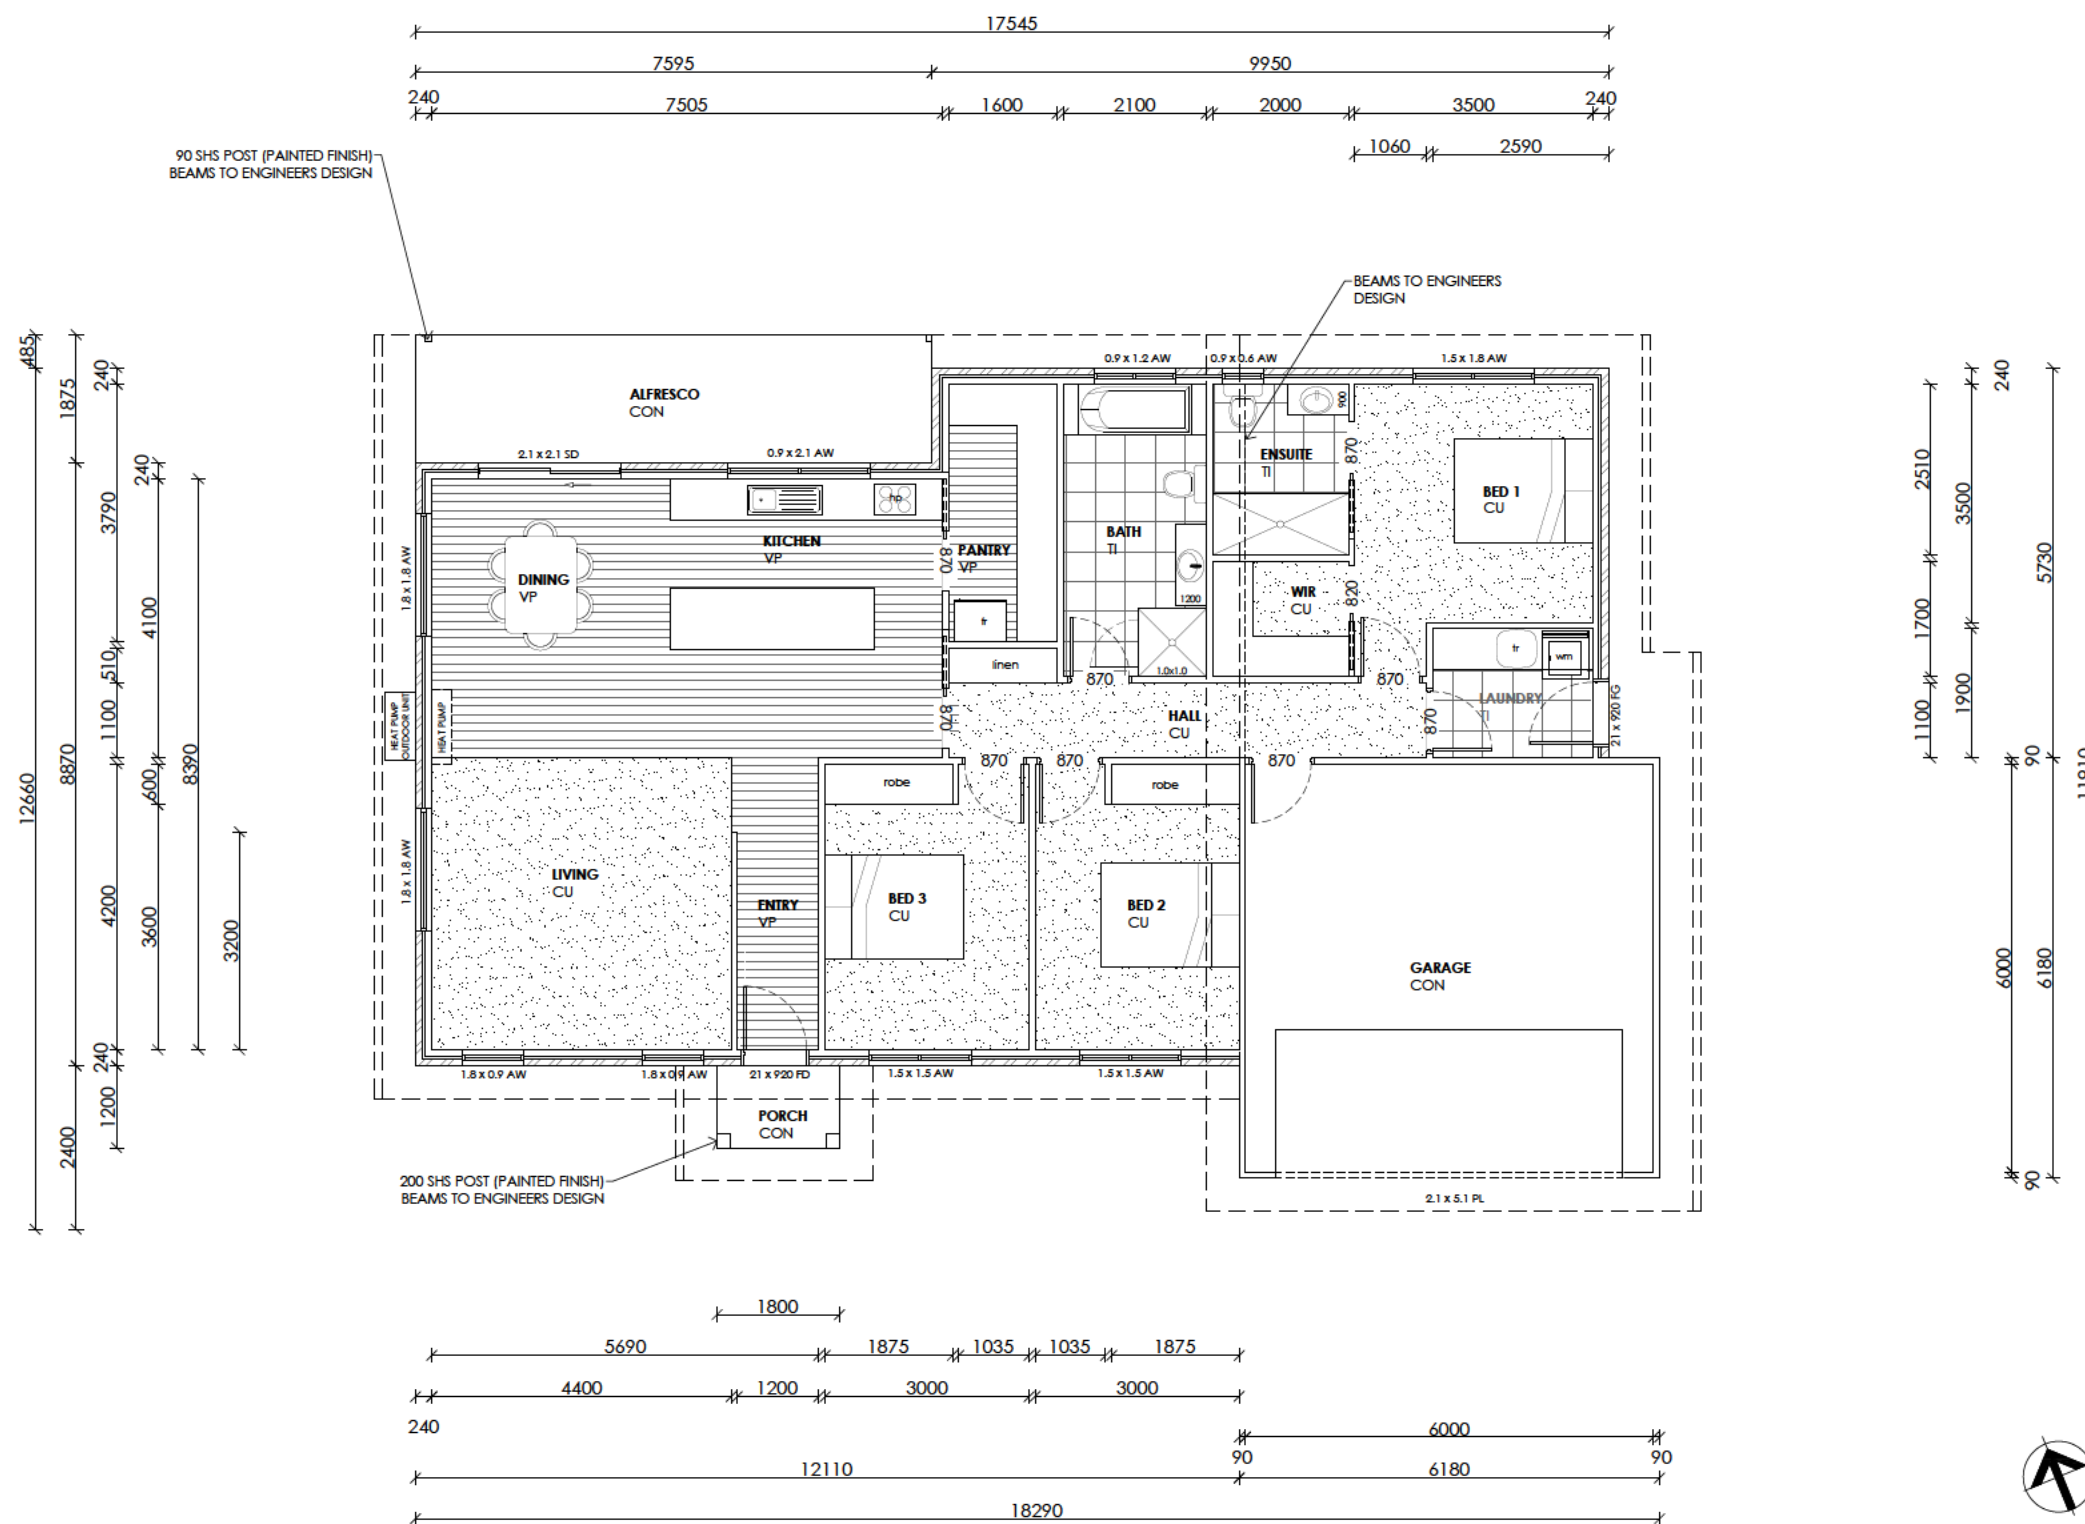 17545
7595
9950
240
7505
1600
2100
2000
3500
240
1060
2590
90 SHS POST (PAINTED FINISH)
BEAMS TO ENGINEERS DESIGN
BEAMS TO ENGINEERS
DESIGN
0.9 x 1.2 AW
0.9 x 0.6 AW
1.5 x 1.8 AW
ALFRESCO
CON
2.1 x 2.1 SD
0.9 x 2.1 AW
hp
900
ENSUITE
TI
870
BED 1
CU
KITCHEN
VP
870
PANTRY
VP
BATH
TI
1200
DINING
VP
1.8 x 1.8 AW
fr
WIR
CU
820
linen
1.0x1.0
870
870
tr
wm
LAUNDRY
TI
870
21 x 920 FG
HEAT PUMP
OUTDOOR UNIT
HEAT PUMP
870
HALL
CU
870
870
870
robe
robe
1.8 x 1.8 AW
LIVING
CU
ENTRY
VP
BED 3
CU
BED 2
CU
GARAGE
CON
1.8 x 0.9 AW
1.8 x 0.9 AW
21 x 920 FD
1.5 x 1.5 AW
1.5 x 1.5 AW
PORCH
CON
200 SHS POST (PAINTED FINISH)
BEAMS TO ENGINEERS DESIGN
2.1 x 5.1 PL
485
12660
1875
8870
2400
240
3790
510
1100
4200
240
1200
240
4100
600
3600
8390
3200
2510
1700
1100
3500
1900
240
90
6000
90
5730
6180
11910
1800
5690
1875
1035
1035
1875
4400
1200
3000
3000
240
6000
90
90
12110
6180
18290